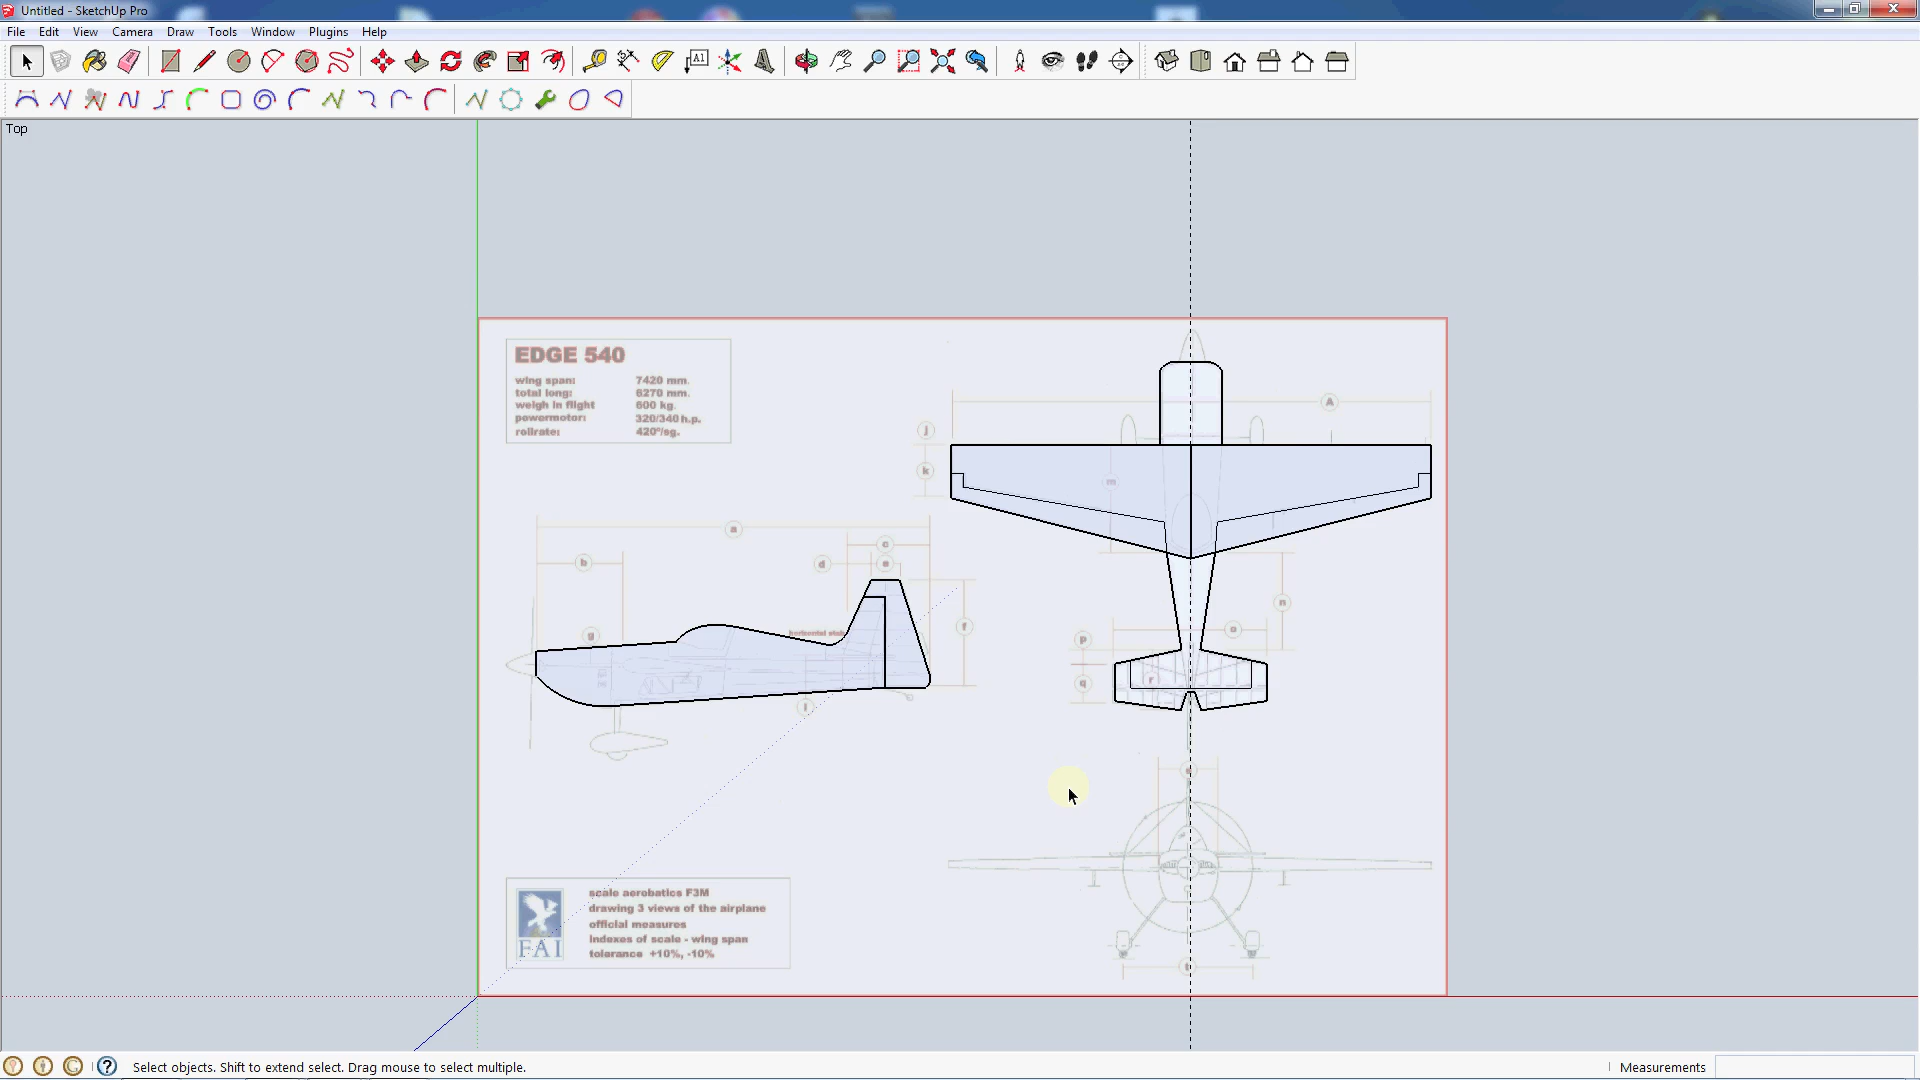 Untitled - SketchUp Pro
File Edit View Camera Draw Tools Window Plugins Help
A1
Top
EDGE 540
wing span: 7420 mm.
total long: 6270 mm.
weigh in flight 600 kg.
powermotor: 320/340 h.p.
rollrate: 420º/sg.
A
j
k
m
a
c
b
d
e
n
f
g
p
o
q
r
i
scale aerobatics F3M
drawing 3 views of the airplane
official measures
indexes of scale - wing span
tolerance +10%, -10%
FAI
t
Select objects. Shift to extend select. Drag mouse to select multiple.
Measurements